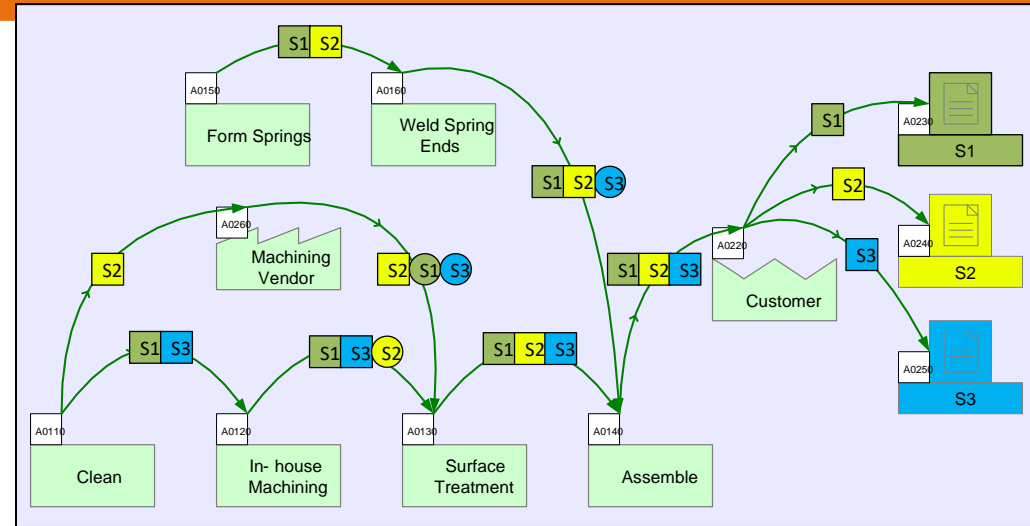 S1 S2
A0150
Form Springs
A0160
Weld Spring
Ends
S1 S2 S3
S1
A0230
S1
S2
A0240
S2
S3
A0250
S3
S2
A0260
Machining
Vendor
S2 S1 S3
S1 S2 S3
A0220
Customer
S1 S3
S1 S3 S2
S1 S2 S3
A0110
Clean
A0120
In- house
Machining
A0130
Surface
Treatment
A0140
Assemble